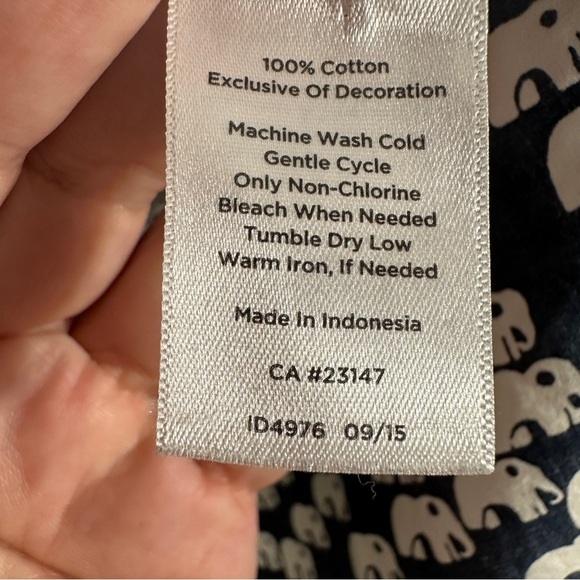 100% Cotton
Exclusive Of Decoration
Machine Wash Cold
Gentle Cycle
Only Non-Chlorine
Bleach When Needed
Tumble Dry Low
Warm Iron, If Needed
Made In Indonesia
CA #23147
ID4976 09/15